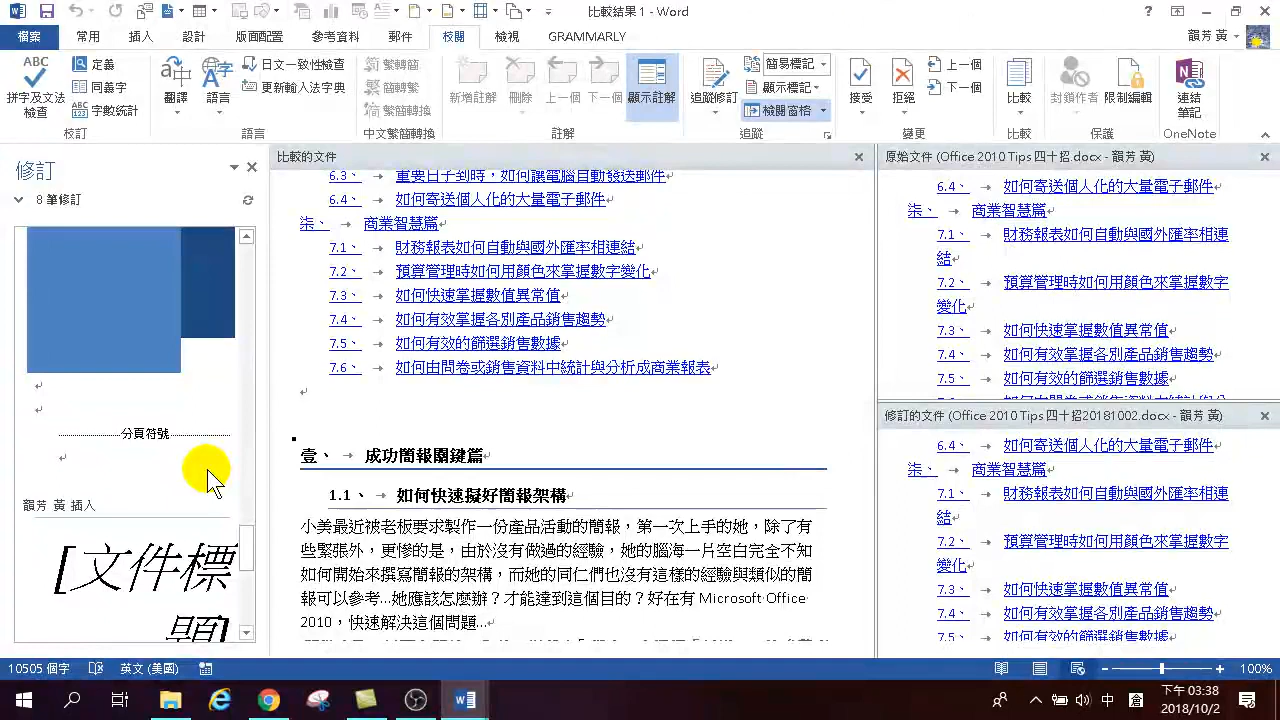 比較結果 1 - Word
檔案 常用 插入 設計 版面配置 參考資料 郵件 校閱 檢視 GRAMMARLY 韻芳 黃
ABC 拼字及文法檢查
定義
同義字
字數統計
校訂
翻譯
語言
日文一致性檢查
更新輸入法字典
語言
繁轉簡
簡轉繁
繁簡轉換
中文繁簡轉換
新增註解
刪除
上一個
下一個
顯示註解
註解
追蹤修訂
簡易標記
顯示標記
檢閱窗格
追蹤
接受
拒絕
上一個
下一個
變更
比較
比較
封鎖作者
限制編輯
保護
連結筆記
OneNote
修訂
8 筆修訂
分頁符號
韻芳 黃 插入
[文件標
題]
比較的文件
6.3、 重要日子到時，如何讓電腦自動發送郵件
6.4、 如何寄送個人化的大量電子郵件
柒、 商業智慧篇
7.1、 財務報表如何自動與國外匯率相連結
7.2、 預算管理時如何用顏色來掌握數字變化
7.3、 如何快速掌握數值異常值
7.4、 如何有效掌握各別產品銷售趨勢
7.5、 如何有效的篩選銷售數據
7.6、 如何由問卷或銷售資料中統計與分析成商業報表
壹、 成功簡報關鍵篇
1.1、 如何快速擬好簡報架構
小姜最近被老板要求製作一份產品活動的簡報，第一次上手的她，除了有
些緊張外，更慘的是，由於沒有做過的經驗，她的腦海一片空白完全不知
如何開始來撰寫簡報的架構，而她的同仁們也沒有這樣的經驗與類似的簡
報可以參考...她應該怎麼辦？才能達到這個目的？好在有 Microsoft Office
2010，快速解決這個問題...
原始文件 (Office 2010 Tips 四十招.docx - 韻芳 黃)
6.4、 如何寄送個人化的大量電子郵件
柒、 商業智慧篇
7.1、 財務報表如何自動與國外匯率相連
結
7.2、 預算管理時如何用顏色來掌握數字
變化
7.3、 如何快速掌握數值異常值
7.4、 如何有效掌握各別產品銷售趨勢
7.5、 如何有效的篩選銷售數據
修訂的文件 (Office 2010 Tips 四十招20181002.docx - 韻芳 黃)
6.4、 如何寄送個人化的大量電子郵件
柒、 商業智慧篇
7.1、 財務報表如何自動與國外匯率相連
結
7.2、 預算管理時如何用顏色來掌握數字
變化
7.3、 如何快速掌握數值異常值
7.4、 如何有效掌握各別產品銷售趨勢
7.5、 如何有效的篩選銷售數據
10505 個字 英文 (美國) 100%
中 下午 03:38
2018/10/2